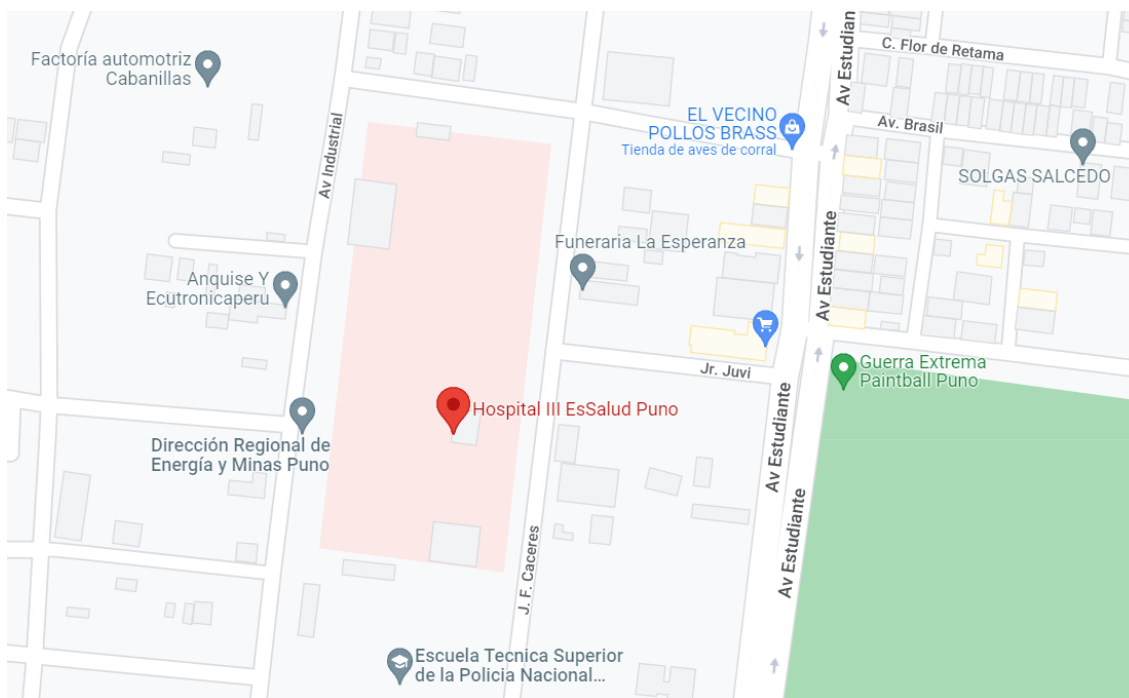 Av Estudiant
C. Flor de Retama
Factoría automotriz
Cabanillas
EL VECINO
POLLOS BRASS
Tienda de aves de corral
Av. Brasil
Av Industrial
SOLGAS SALCEDO
Funeraria La Esperanza
Av Estudiante
Anquise Y
Ecutronicaperu
Guerra Extrema
Paintball Puno
Jr. Juvi
Hospital III EsSalud Puno
Dirección Regional de
Energía y Minas Puno
Av Estudiante
Av Estudiante
J. F. Caceres
Escuela Tecnica Superior
de la Policia Nacional...